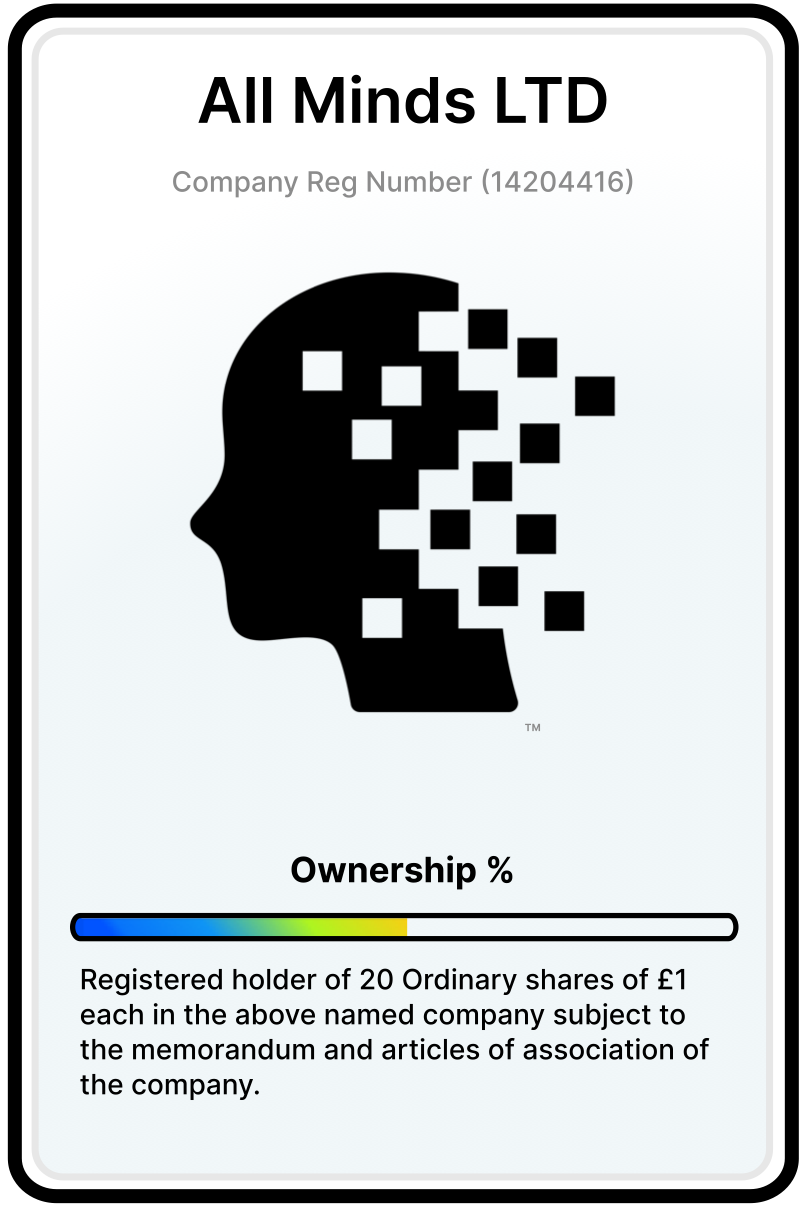 All Minds LTD
Company Reg Number (14204416)
TM
Ownership %
Registered holder of 20 Ordinary shares of £1
each in the above named company subject to
the memorandum and articles of association of
the company.